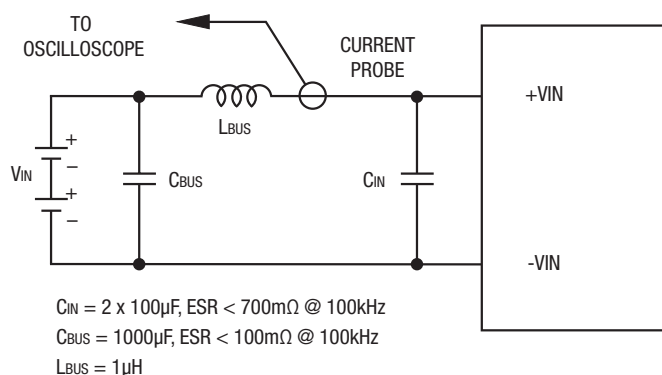 TO
OSCILLOSCOPE
CURRENT
PROBE
LBUS
+VIN
VIN
+
−
+
−
CBUS
CIN
-VIN
CIN = 2 x 100µF, ESR < 700mΩ @ 100kHz
CBUS = 1000µF, ESR < 100mΩ @ 100kHz
LBUS = 1µH